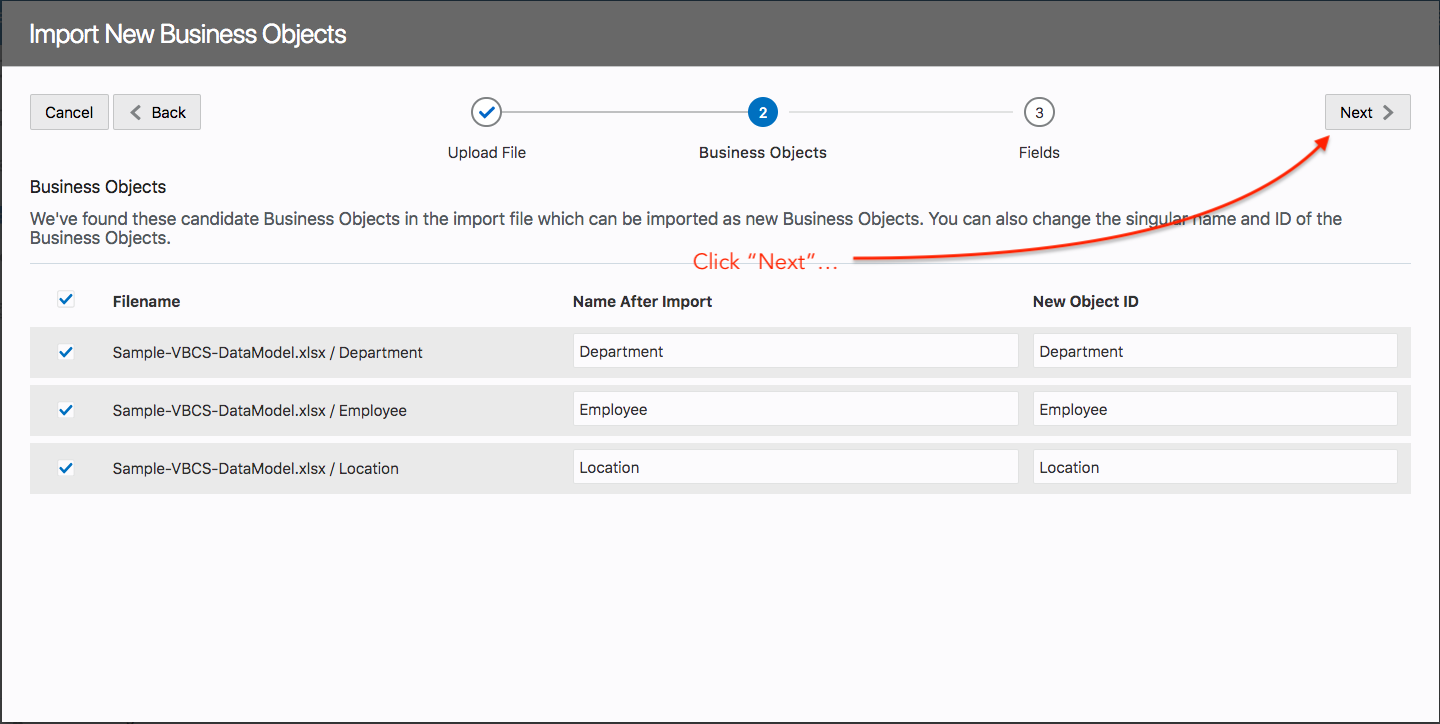 Import New Business Objects
Cancel
Back
2
3
Next
Upload File
Business Objects
Fields
Business Objects
We've found these candidate Business Objects in the import file which can be imported as new Business Objects. You can also change the singular name and ID of the
Business Objects.
Click “Next”…
Filename
Name After Import
New Object ID
Sample-VBCS-DataModel.xlsx / Department
Department
Department
Sample-VBCS-DataModel.xlsx / Employee
Employee
Employee
Sample-VBCS-DataModel.xlsx / Location
Location
Location